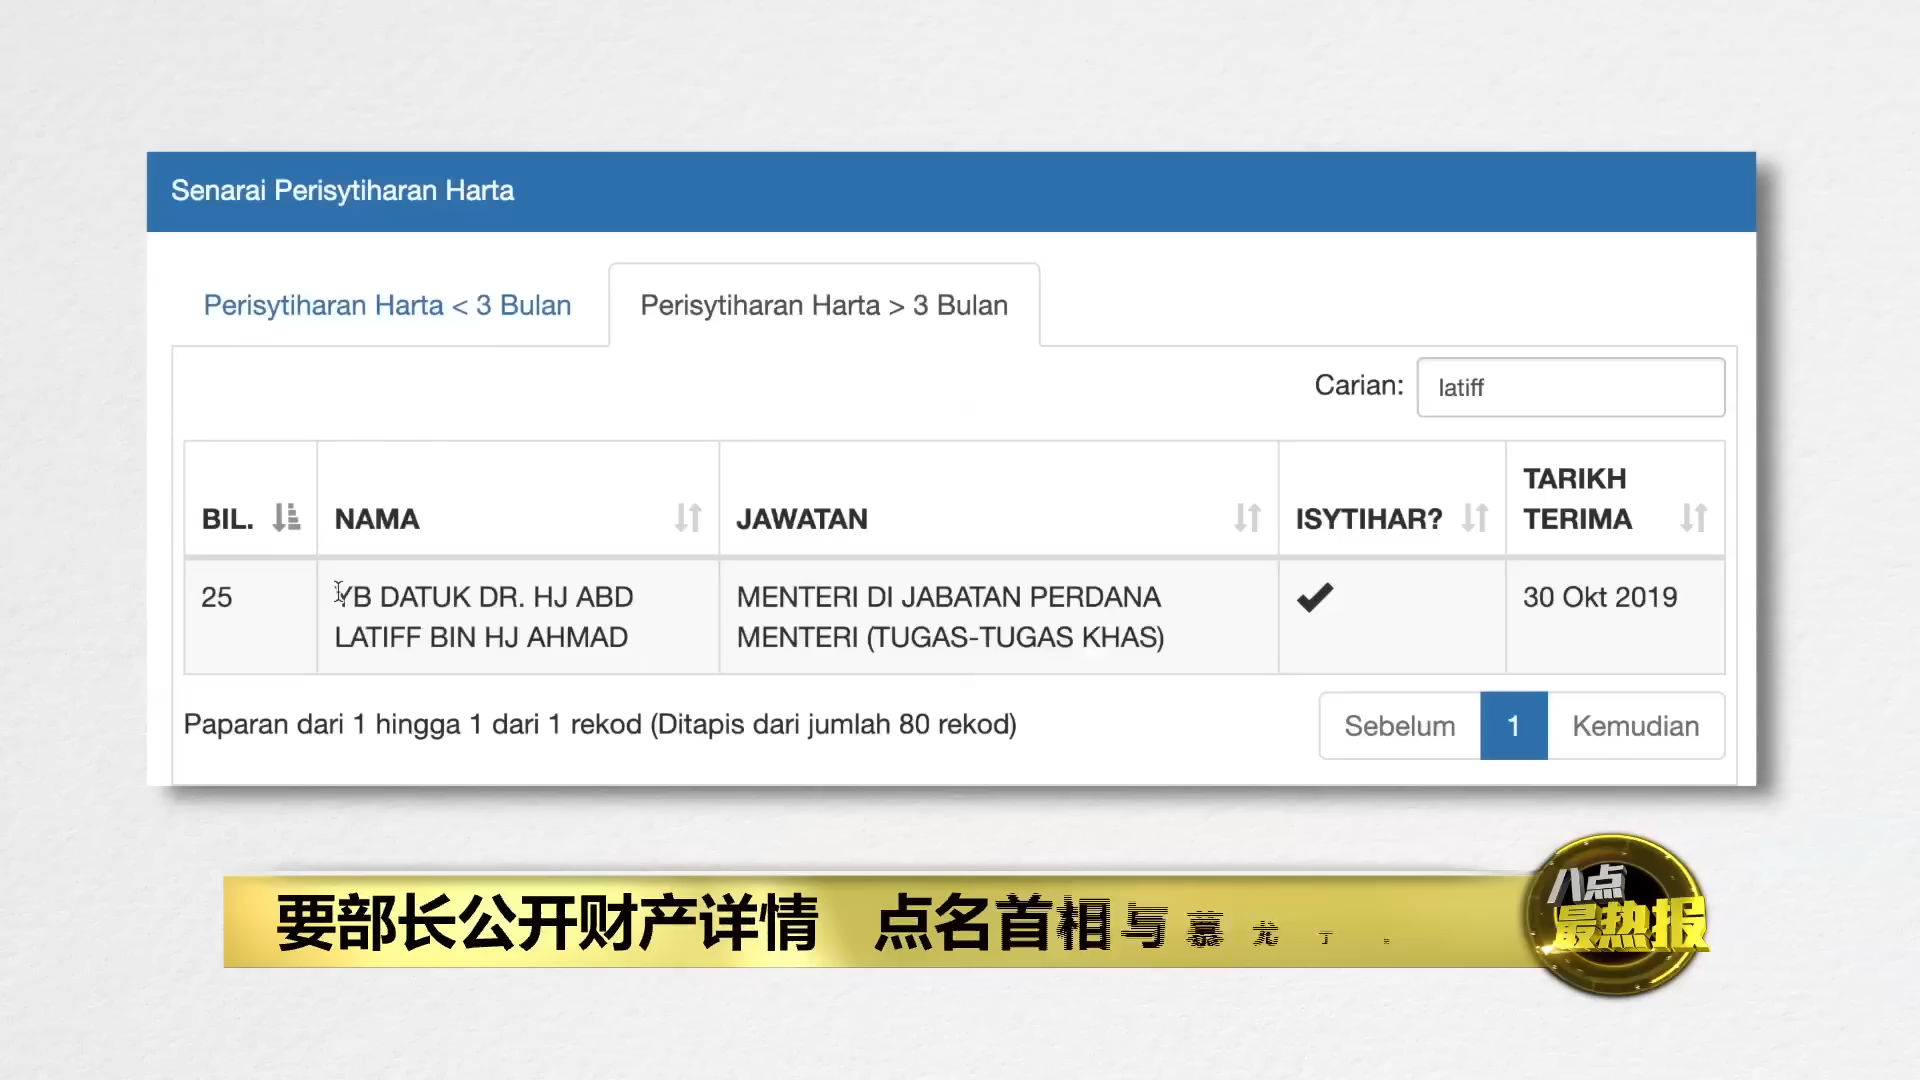 Senarai Perisytiharan Harta
Perisytiharan Harta < 3 Bulan
Perisytiharan Harta > 3 Bulan
Carian: latiff
BIL. NAMA JAWATAN ISYTIHAR? TARIKH TERIMA
25 YB DATUK DR. HJ ABD LATIFF BIN HJ AHMAD MENTERI DI JABATAN PERDANA MENTERI (TUGAS-TUGAS KHAS) ✔ 30 Okt 2019
Paparan dari 1 hingga 1 dari 1 rekod (Ditapis dari jumlah 80 rekod)
Sebelum 1 Kemudian
要部长公开财产详情 点名首相与慕尤丁
八点
最热报